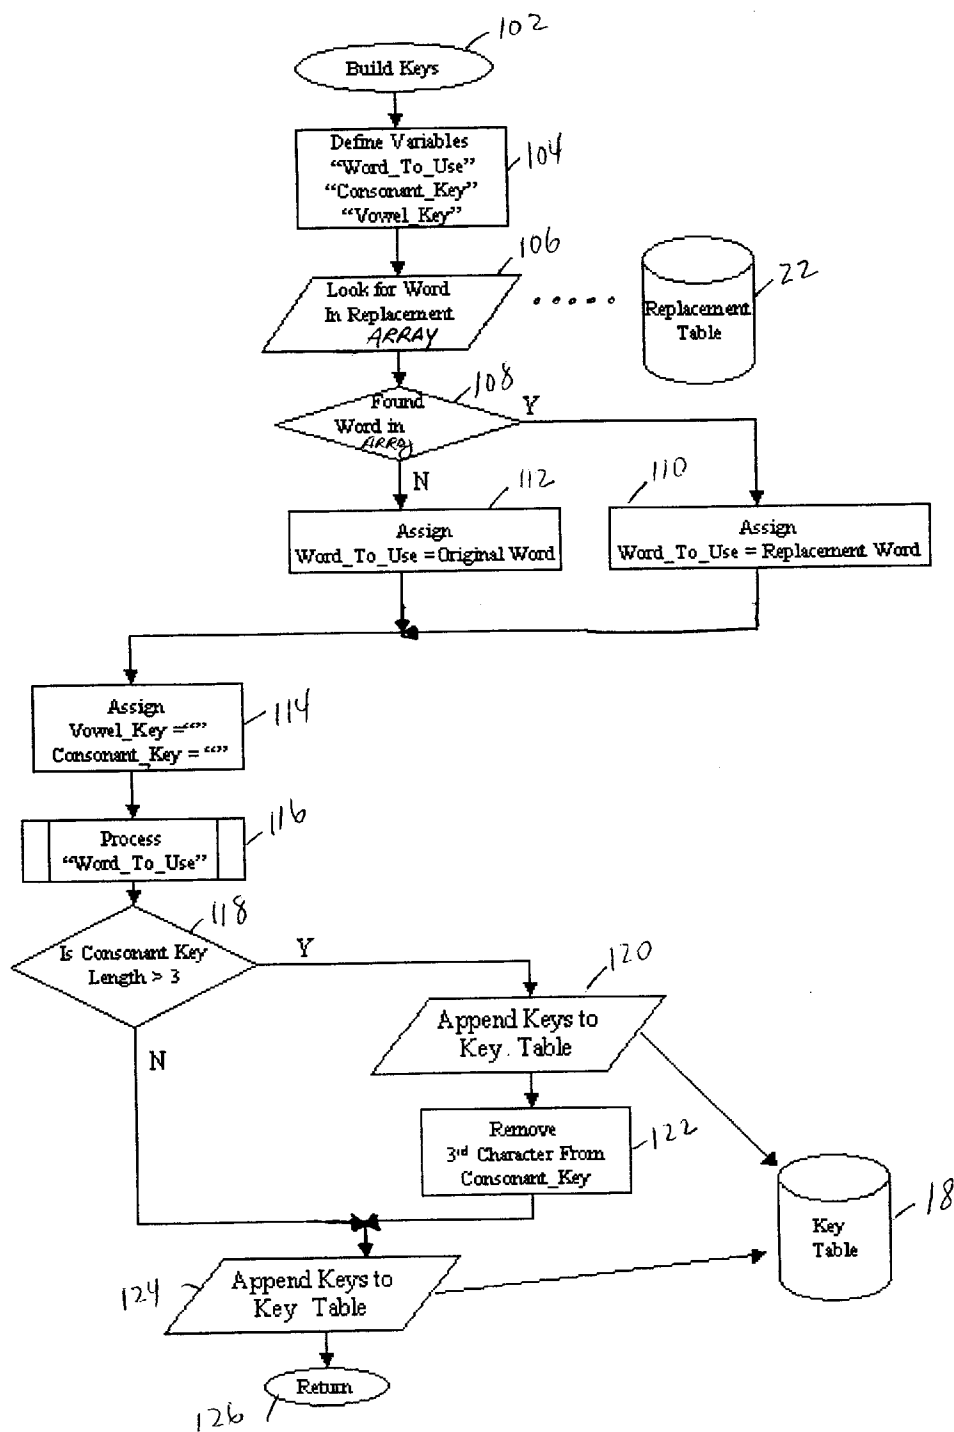 102
Build Keys
Define Variables
“Word_To_Use”
“Consonant_Key”
“Vowel_Key”
104
106
Look for Word
In Replacement
ARRAY
22
Replacement
Table
108
Found
Word in
ARRAY
Y
N
112
Assign
Word_To_Use = Original Word
110
Assign
Word_To_Use = Replacement Word
Assign
Vowel_Key =“”
Consonant_Key = “”
114
Process
“Word_To_Use”
116
118
Is Consonant Key
Length > 3
Y
N
120
Append Keys to
Key . Table
Remove
3rd Character From
Consonant_Key
122
Key
Table
18
124
Append Keys to
Key Table
Return
126